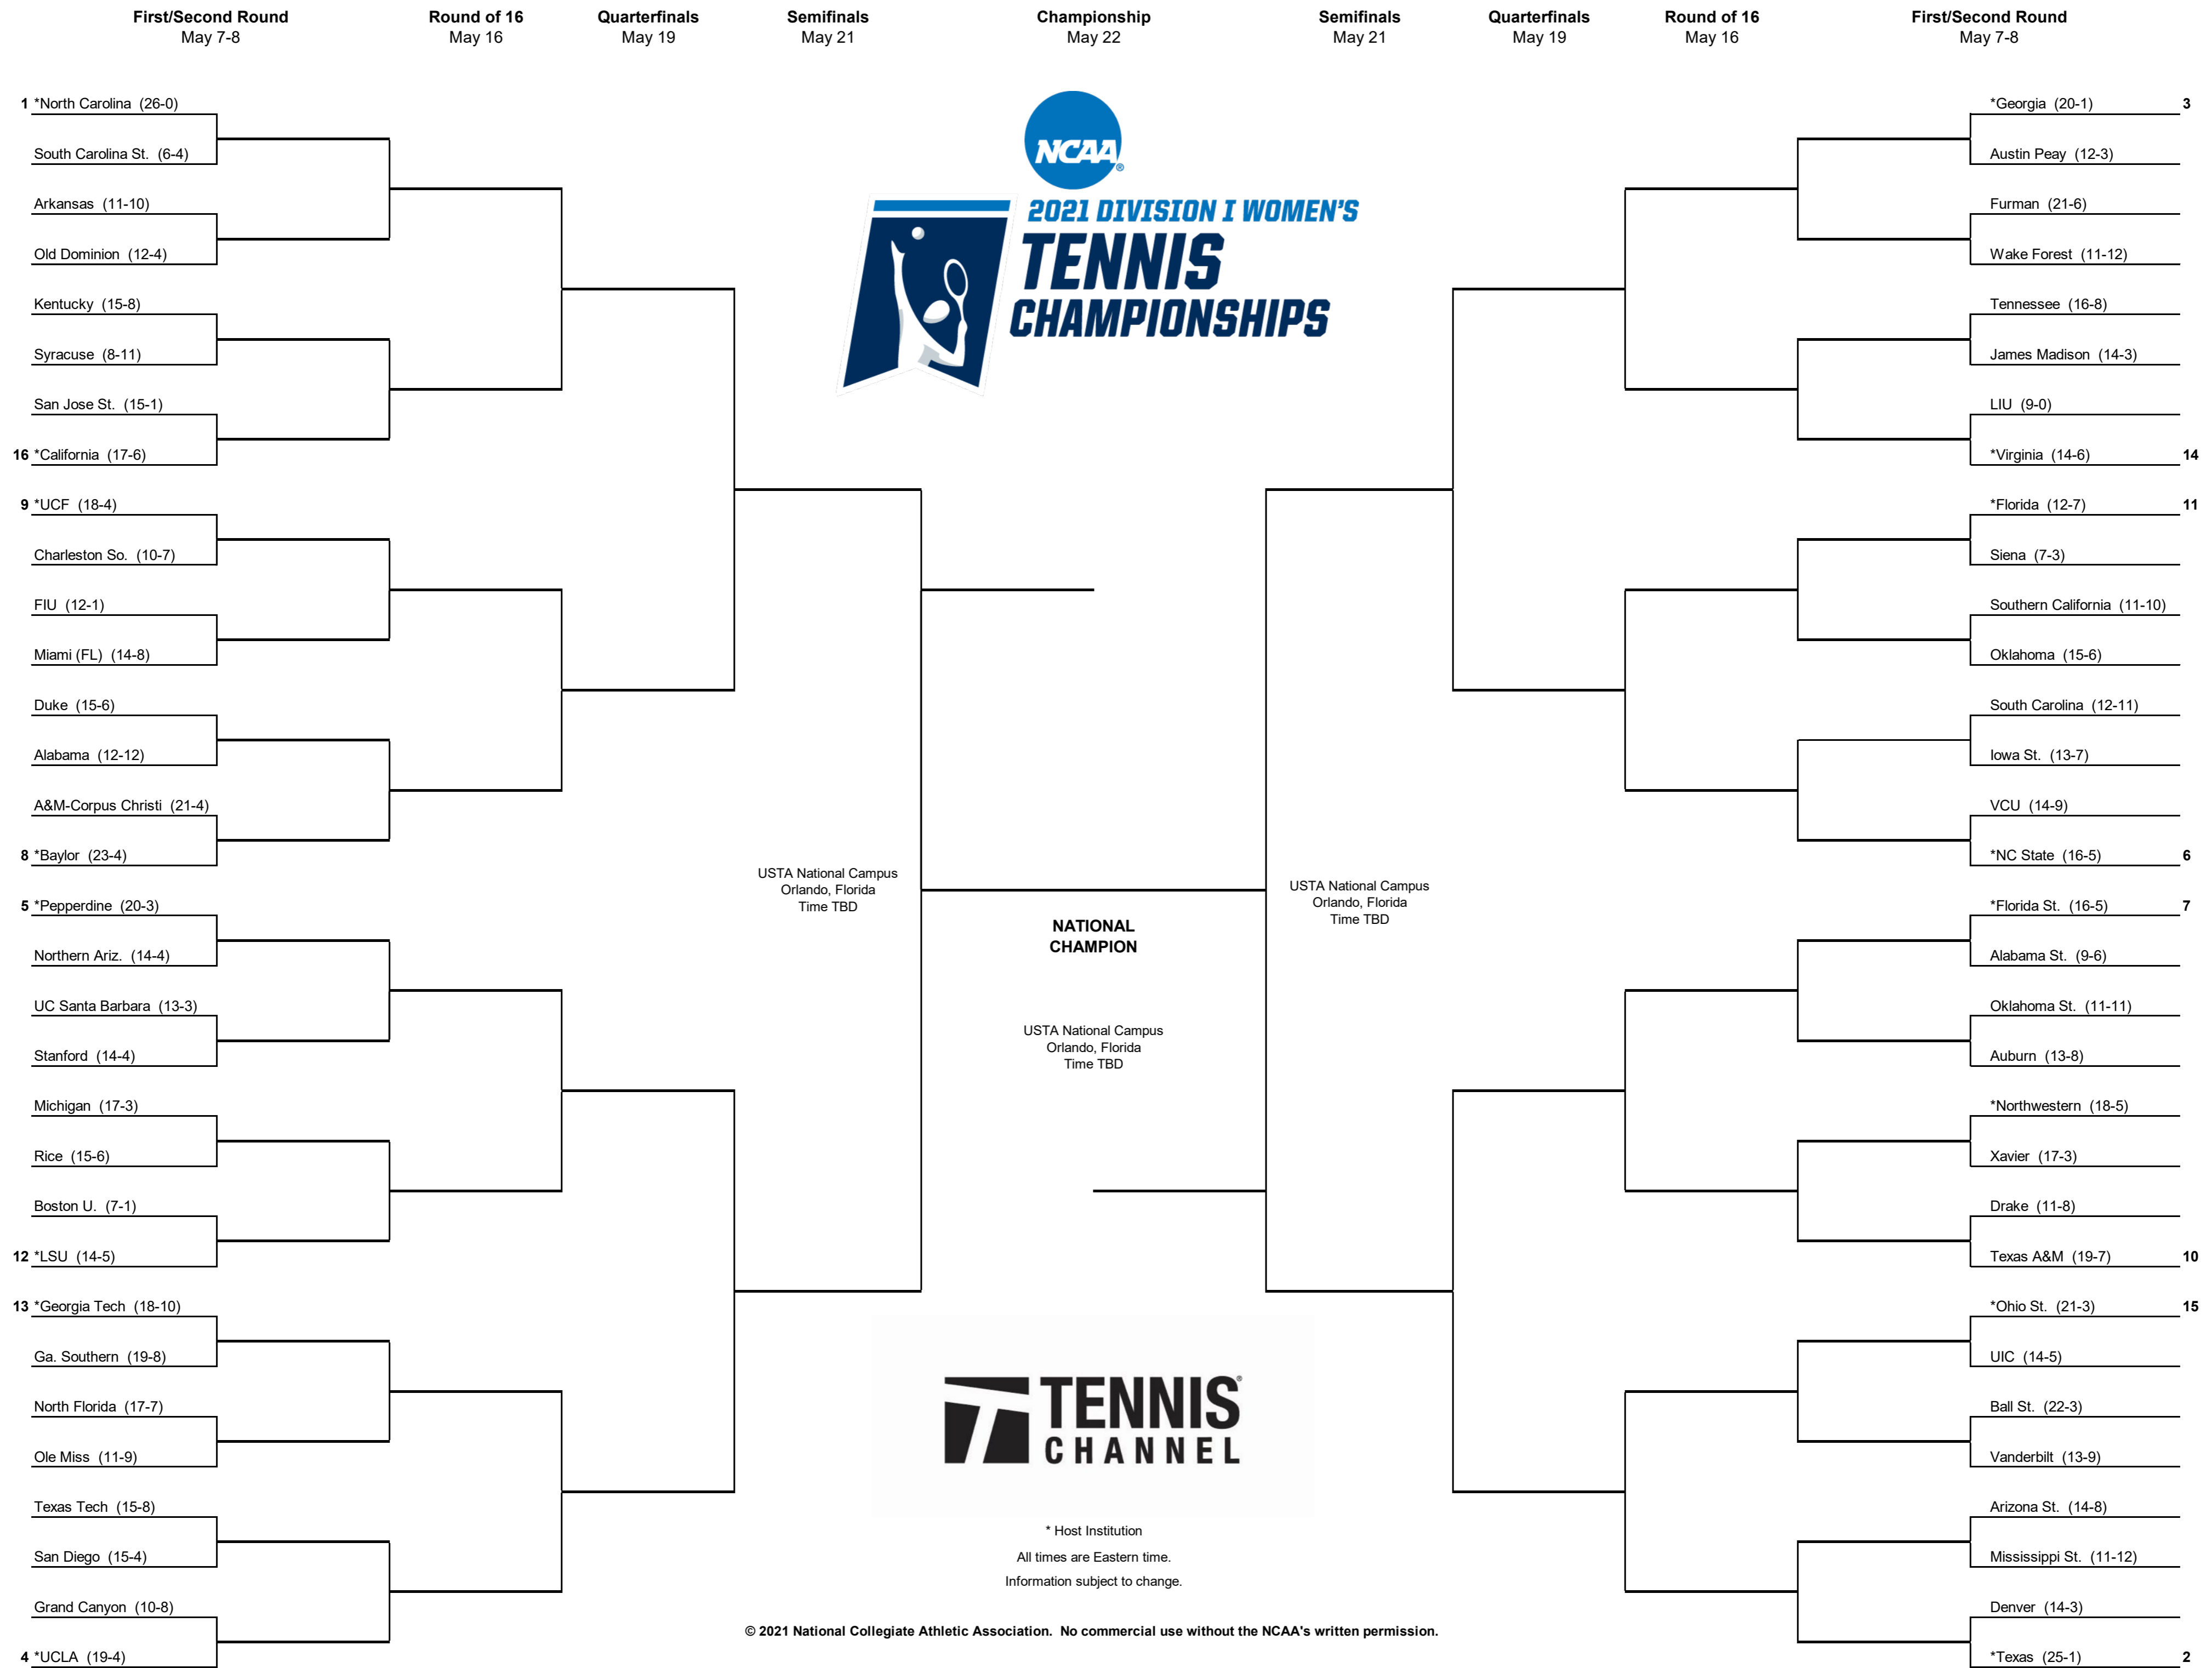 First/Second Round
May 7-8
Round of 16
May 16
Quarterfinals
May 19
Semifinals
May 21
Championship
May 22
Semifinals
May 21
Quarterfinals
May 19
Round of 16
May 16
First/Second Round
May 7-8
1 *North Carolina (26-0)
South Carolina St. (6-4)
Arkansas (11-10)
Old Dominion (12-4)
Kentucky (15-8)
Syracuse (8-11)
San Jose St. (15-1)
16 *California (17-6)
9 *UCF (18-4)
Charleston So. (10-7)
FIU (12-1)
Miami (FL) (14-8)
Duke (15-6)
Alabama (12-12)
A&M-Corpus Christi (21-4)
8 *Baylor (23-4)
5 *Pepperdine (20-3)
Northern Ariz. (14-4)
UC Santa Barbara (13-3)
Stanford (14-4)
Michigan (17-3)
Rice (15-6)
Boston U. (7-1)
12 *LSU (14-5)
13 *Georgia Tech (18-10)
Ga. Southern (19-8)
North Florida (17-7)
Ole Miss (11-9)
Texas Tech (15-8)
San Diego (15-4)
Grand Canyon (10-8)
4 *UCLA (19-4)
NCAA®
2021 DIVISION I WOMEN'S
TENNIS
CHAMPIONSHIPS
USTA National Campus
Orlando, Florida
Time TBD
NATIONAL
CHAMPION
USTA National Campus
Orlando, Florida
Time TBD
USTA National Campus
Orlando, Florida
Time TBD
TENNIS®
CHANNEL
* Host Institution
All times are Eastern time.
Information subject to change.
© 2021 National Collegiate Athletic Association. No commercial use without the NCAA's written permission.
*Georgia (20-1) 3
Austin Peay (12-3)
Furman (21-6)
Wake Forest (11-12)
Tennessee (16-8)
James Madison (14-3)
LIU (9-0)
*Virginia (14-6) 14
*Florida (12-7) 11
Siena (7-3)
Southern California (11-10)
Oklahoma (15-6)
South Carolina (12-11)
Iowa St. (13-7)
VCU (14-9)
*NC State (16-5) 6
*Florida St. (16-5) 7
Alabama St. (9-6)
Oklahoma St. (11-11)
Auburn (13-8)
*Northwestern (18-5)
Xavier (17-3)
Drake (11-8)
Texas A&M (19-7) 10
*Ohio St. (21-3) 15
UIC (14-5)
Ball St. (22-3)
Vanderbilt (13-9)
Arizona St. (14-8)
Mississippi St. (11-12)
Denver (14-3)
*Texas (25-1) 2